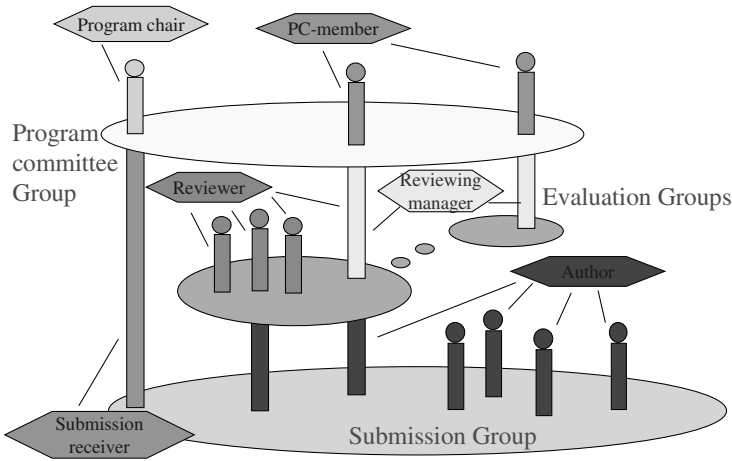 Program chair
PC-member
Program
committee
Group
Reviewer
Reviewing
manager
Evaluation Groups
Author
Submission
receiver
Submission Group